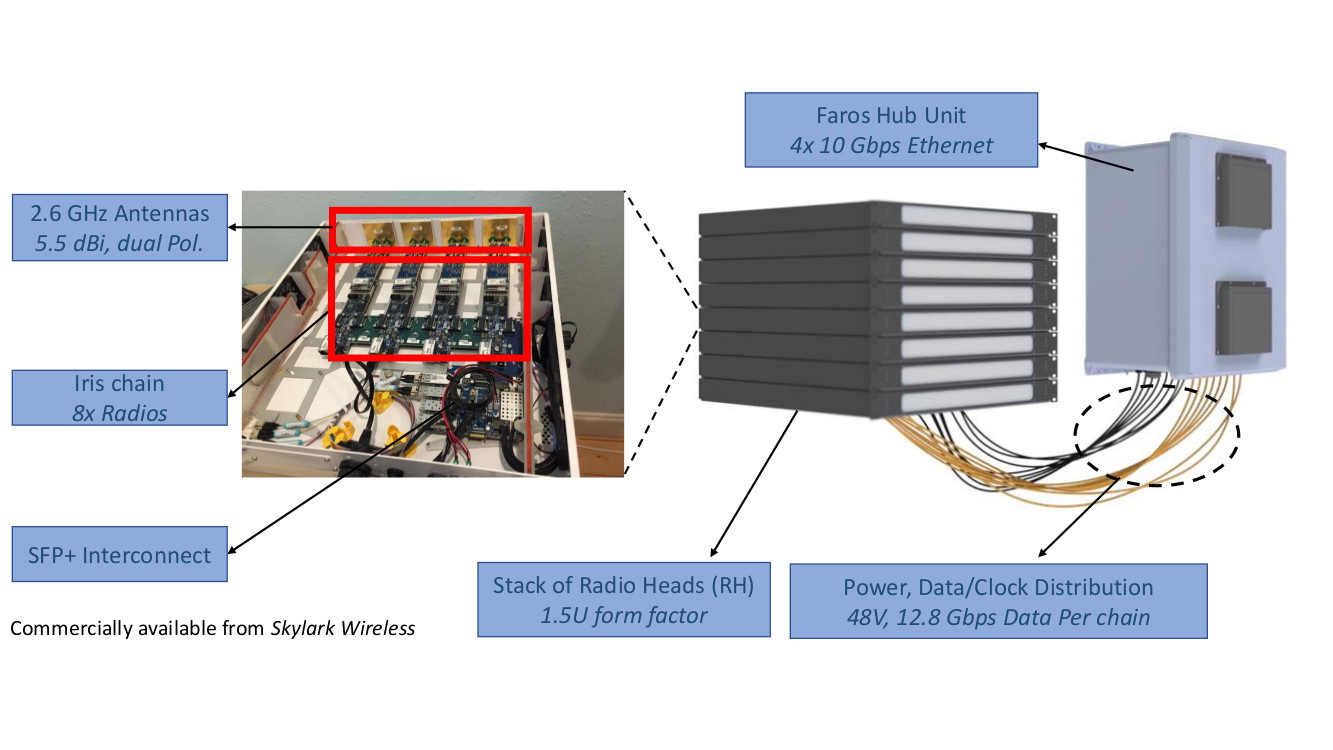 Faros Hub Unit
4x 10 Gbps Ethernet
2.6 GHz Antennas
5.5 dBi, dual Pol.
Iris chain
8x Radios
SFP+ Interconnect
Stack of Radio Heads (RH)
1.5U form factor
Power, Data/Clock Distribution
48V, 12.8 Gbps Data Per chain
Commercially available from Skylark Wireless